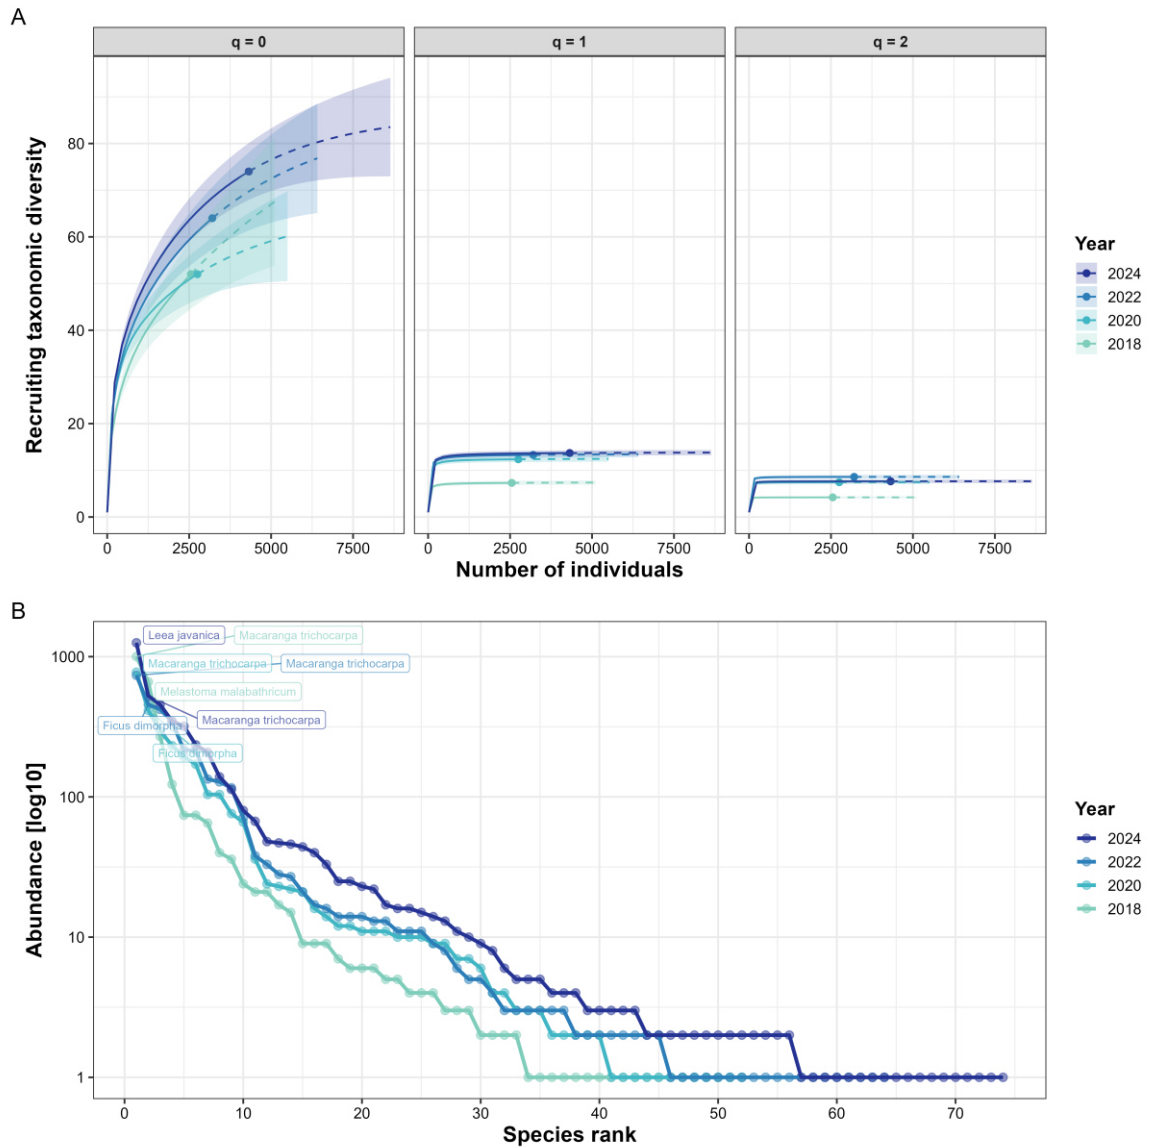 A
q = 0
q = 1
q = 2
Recruiting taxonomic diversity
80
60
40
20
0
0 2500 5000 7500
0 2500 5000 7500
0 2500 5000 7500
Number of individuals
Year
2024
2022
2020
2018
B
Abundance [log10]
1000
100
10
1
Leea javanica
Macaranga trichocarpa
Macaranga trichocarpa
Macaranga trichocarpa
Melastoma malabathricum
Macaranga trichocarpa
Ficus dimorpha
Ficus dimorpha
0 10 20 30 40 50 60 70
Species rank
Year
2024
2022
2020
2018